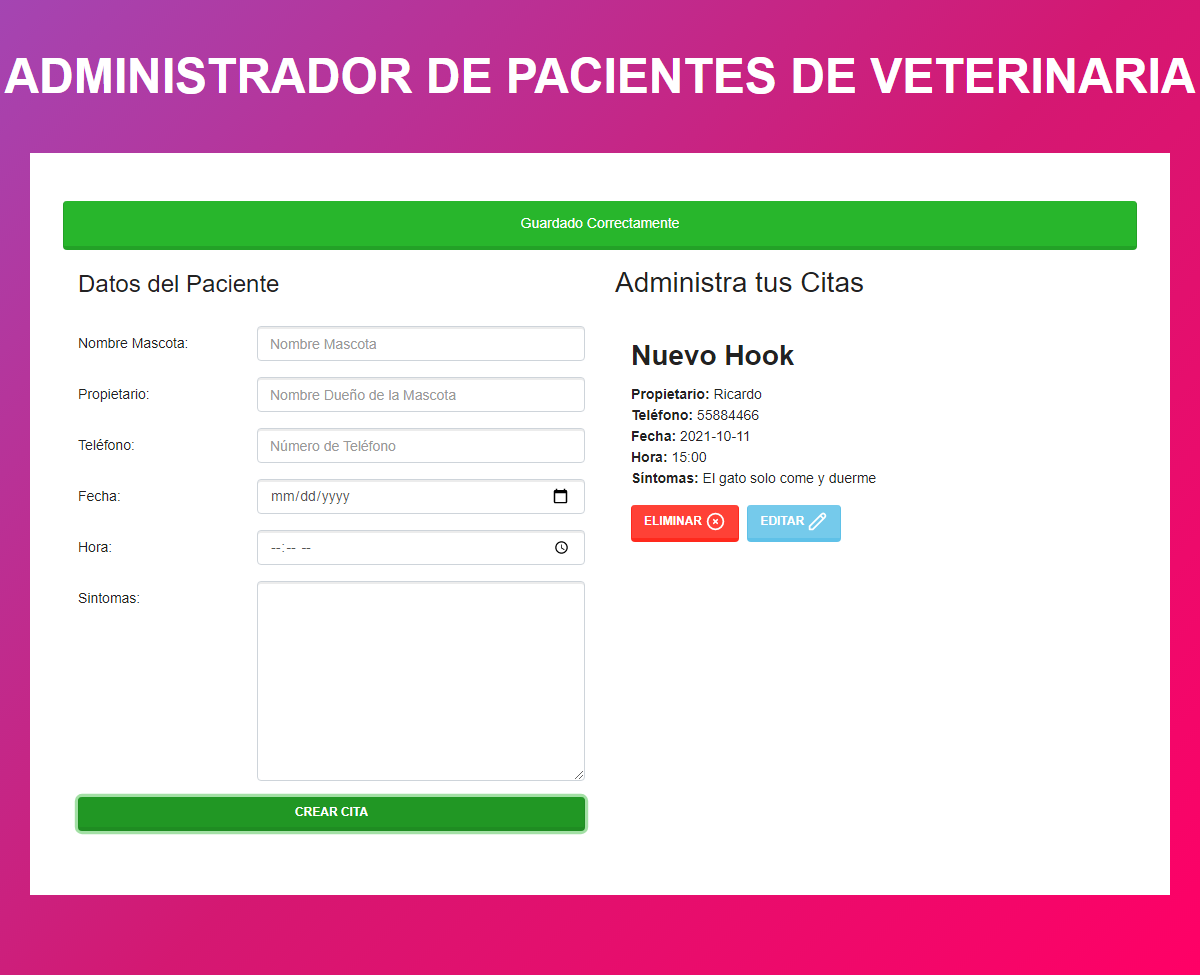 ADMINISTRADOR DE PACIENTES DE VETERINARIA
Guardado Correctamente
Datos del Paciente
Nombre Mascota:
Nombre Mascota
Propietario:
Nombre Dueño de la Mascota
Teléfono:
Número de Teléfono
Fecha:
mm/dd/yyyy
Hora:
--:-- --
Sintomas:
CREAR CITA
Administra tus Citas
Nuevo Hook
Propietario: Ricardo
Teléfono: 55884466
Fecha: 2021-10-11
Hora: 15:00
Síntomas: El gato solo come y duerme
ELIMINAR
EDITAR